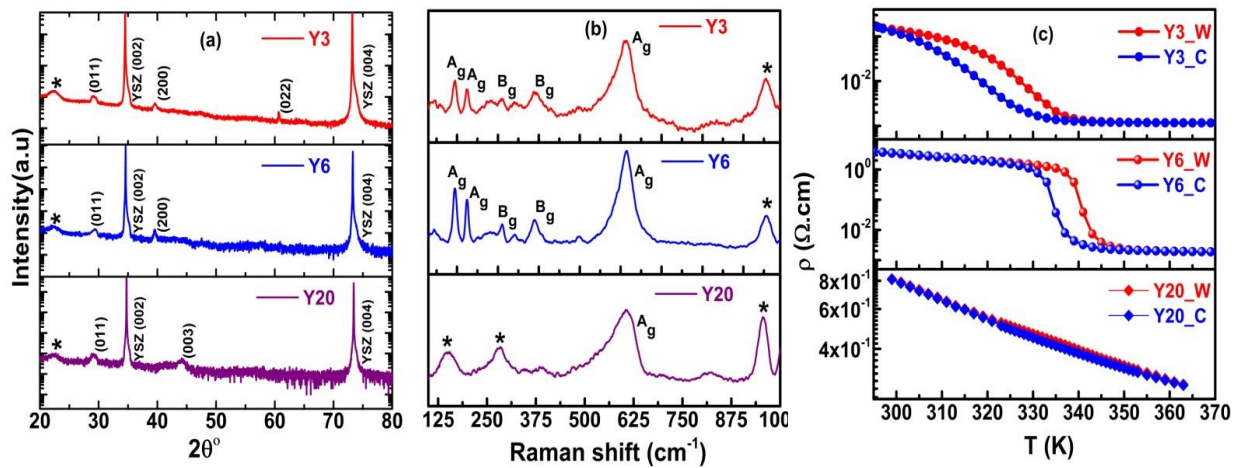 (a)
Y3
*
(011)
YSZ (002)
(200)
(022)
YSZ (004)
Y6
*
(011)
YSZ (002)
(200)
YSZ (004)
Y20
*
(011)
YSZ (002)
(003)
YSZ (004)
Intensity(a.u)
20 30 40 50 60 70 80
2θ°
(b)
Y3
Ag Ag Bg Bg Ag *
Y6
Ag Ag Bg Bg Ag *
Y20
* * Ag *
100 250 375 500 625 750 875 1000
Raman shift (cm-1)
(c)
Y3_W
Y3_C
10-2
Y6_W
Y6_C
100
10-2
Y20_W
Y20_C
8x10-1
4x10-1
ρ (Ω.cm)
300 310 320 330 340 350 360 370
T (K)